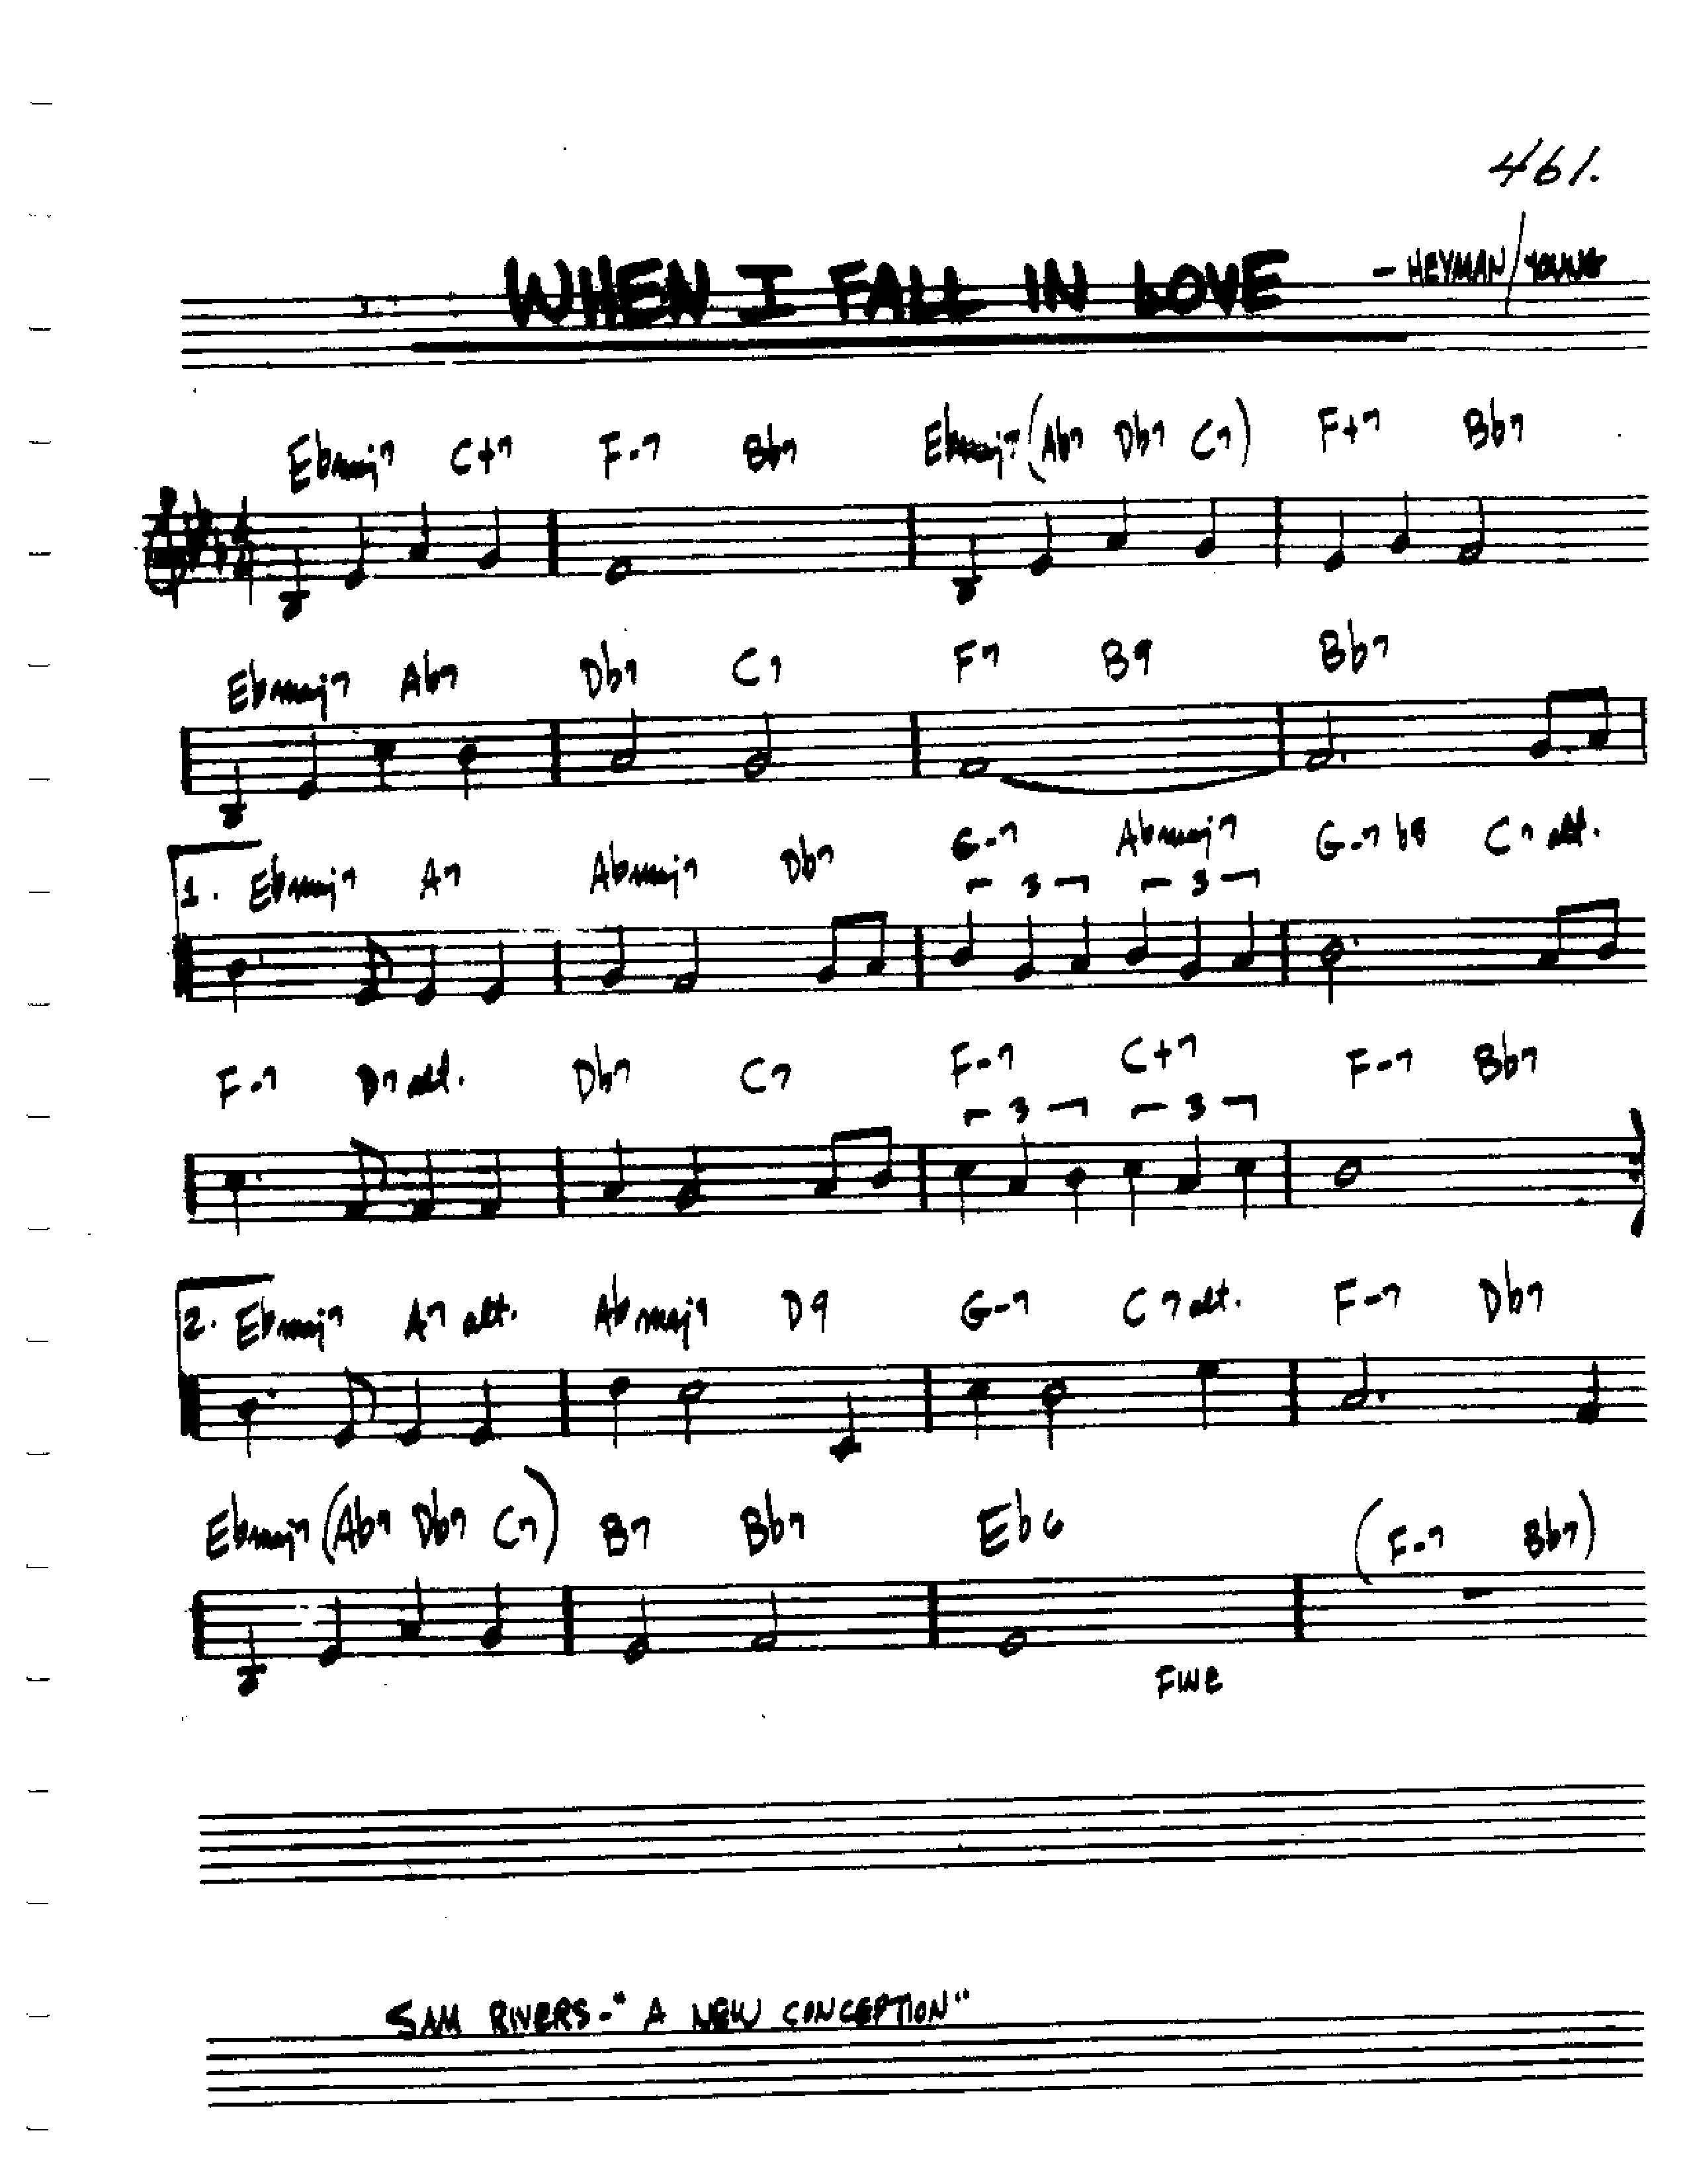 461.
WHEN I FALL IN LOVE - HEYMAN / YOUNG
Ebmaj7 C+7 F-7 Bb7 Ebmaj7 (Ab7 Db7 C7) F+7 Bb7
Ebmaj7 Ab7 Db7 C7 F7 B9 Bb7
1. Ebmaj7 A7 Abmaj7 Db7 G-7 Abmaj7 G-7 b5 C7 alt.
3 3
F-7 D7 alt. Db7 C7 F-7 C+7 F-7 Bb7
3 3
2. Ebmaj7 A7 alt. Abmaj7 D9 G-7 C7 alt. F-7 Db7
Ebmaj7 (Ab7 Db7 C7) B7 Bb7 Eb6 (F-7 Bb7)
FINE
SAM RIVERS - "A NEW CONCEPTION"